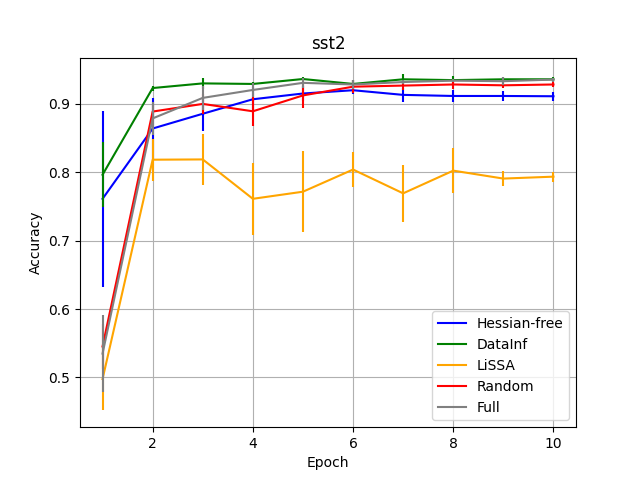 sst2
Accuracy
0.9
0.8
0.7
0.6
0.5
2
4
6
8
10
Epoch
Hessian-free
DataInf
LiSSA
Random
Full